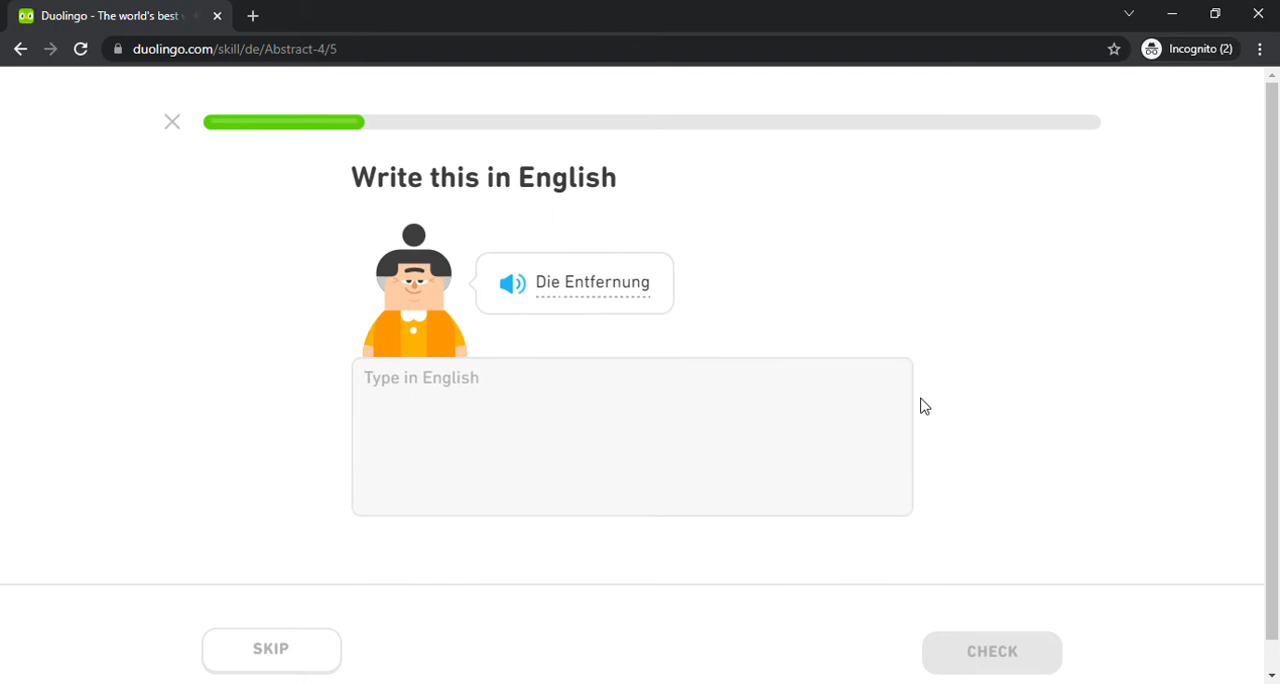 Duolingo - The world's best
duolingo.com/skill/de/Abstract-4/5
Incognito (2)
Write this in English
Die Entfernung
Type in English
SKIP
CHECK